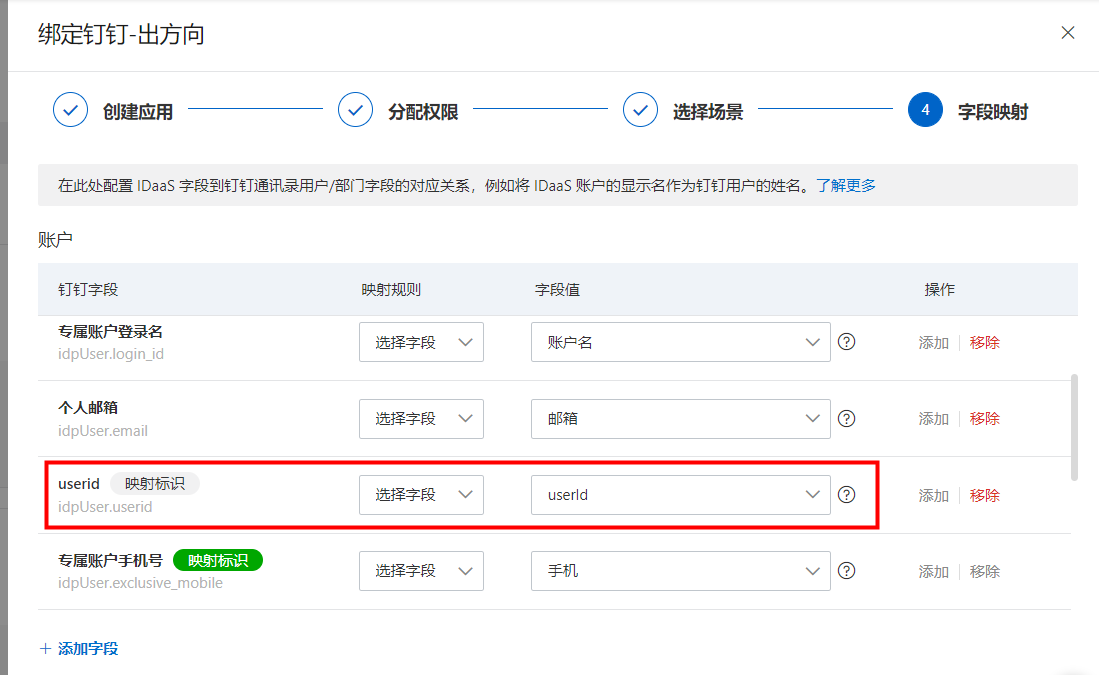 绑定钉钉-出方向
创建应用
分配权限
选择场景
4 字段映射
在此处配置 IDaaS 字段到钉钉通讯录用户/部门字段的对应关系，例如将 IDaaS 账户的显示名作为钉钉用户的姓名。了解更多
账户
钉钉字段 映射规则 字段值 操作
专属账户登录名
idpUser.login_id
选择字段 账户名 ? 添加 移除
个人邮箱
idpUser.email
选择字段 邮箱 ? 添加 移除
userid 映射标识
idpUser.userid
选择字段 userId ? 添加 移除
专属账户手机号 映射标识
idpUser.exclusive_mobile
选择字段 手机 ? 添加 移除
+ 添加字段